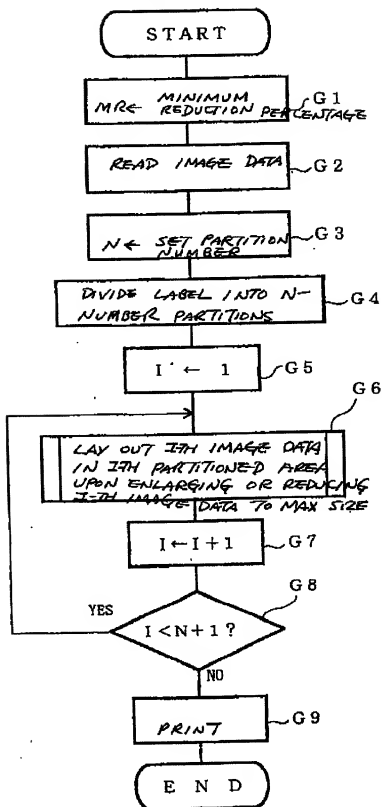 START
MR← MINIMUM
REDUCTION PERCENTAGE
G1
READ IMAGE DATA
G2
N← SET PARTITION
NUMBER
G3
DIVIDE LABEL INTO N-
NUMBER PARTITIONS
G4
I ← 1
G5
G6
LAY OUT I-TH IMAGE DATA
IN I-TH PARTITIONED AREA
UPON ENLARGING OR REDUCING
I-TH IMAGE DATA TO MAX SIZE
I←I+1
G7
G8
YES
I<N+1?
NO
PRINT
G9
END